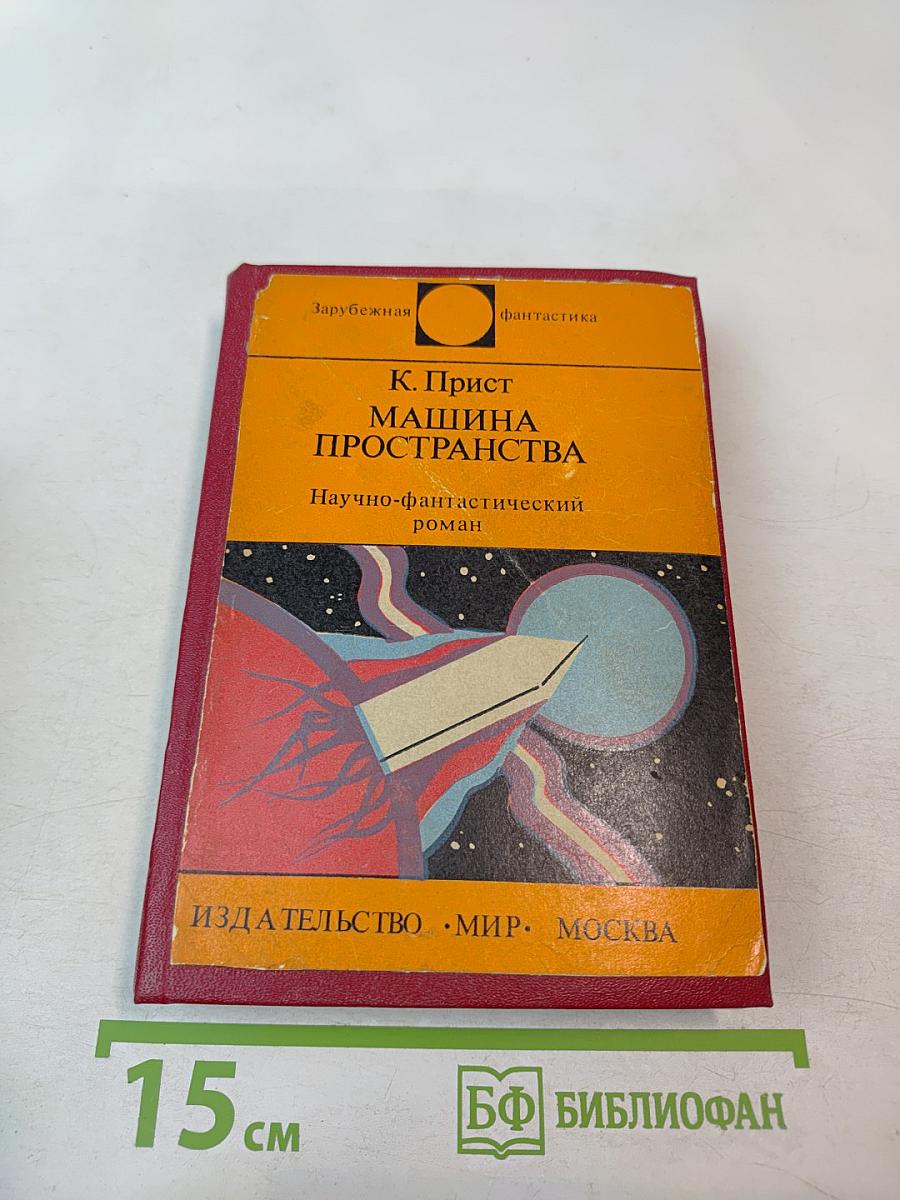 Зарубежная фантастика
К. Прист
МАШИНА
ПРОСТРАНСТВА
Научно-фантастический
роман
ИЗДАТЕЛЬСТВО ·МИР· МОСКВА
15 см
БФ БИБЛИОФАН